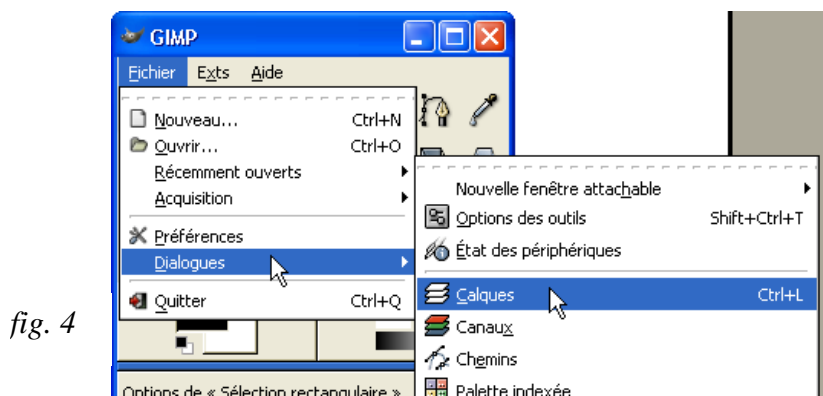 GIMP
Fichier Exts Aide
Nouveau... Ctrl+N
Ouvrir... Ctrl+O
Récemment ouverts
Acquisition
Préférences
Dialogues
Quitter Ctrl+Q
Nouvelle fenêtre attachable
Options des outils Shift+Ctrl+T
État des périphériques
Calques Ctrl+L
Canaux
Chemins
Palette indexée
fig. 4
Options de « Sélection rectangulaire »